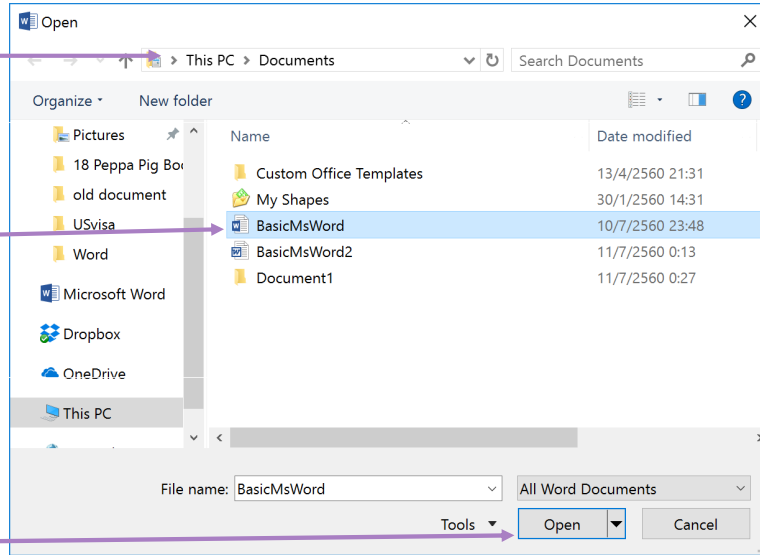 Open
This PC > Documents
Search Documents
Organize
New folder
Name
Date modified
Pictures
18 Peppa Pig Boo
old document
USvisa
Word
Microsoft Word
Dropbox
OneDrive
This PC
Custom Office Templates 13/4/2560 21:31
My Shapes 30/1/2560 14:31
BasicMsWord 10/7/2560 23:48
BasicMsWord2 11/7/2560 0:13
Document1 11/7/2560 0:27
File name: BasicMsWord
All Word Documents
Tools
Open
Cancel